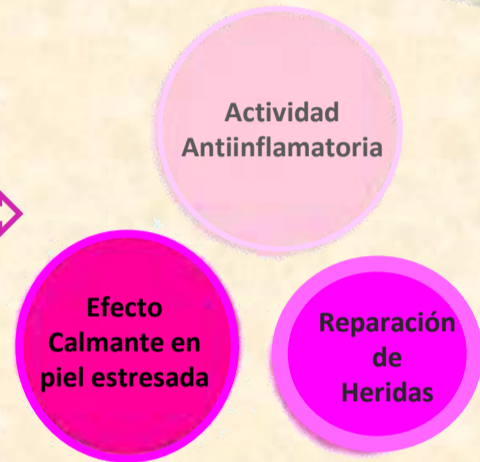 Actividad
Antiinflamatoria
Efecto
Calmante en
piel estresada
Reparación
de
Heridas